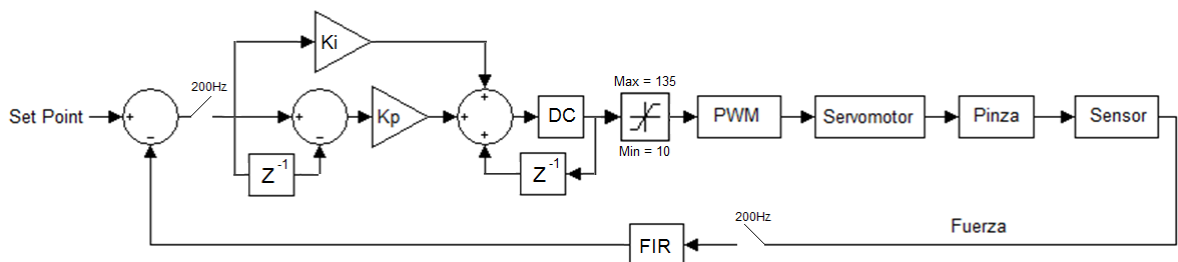 Ki
200Hz
Max = 135
Set Point
+
-
+
-
Kp
+
+
+
DC
PWM
Servomotor
Pinza
Sensor
Min = 10
Z⁻¹
Z⁻¹
200Hz
Fuerza
FIR